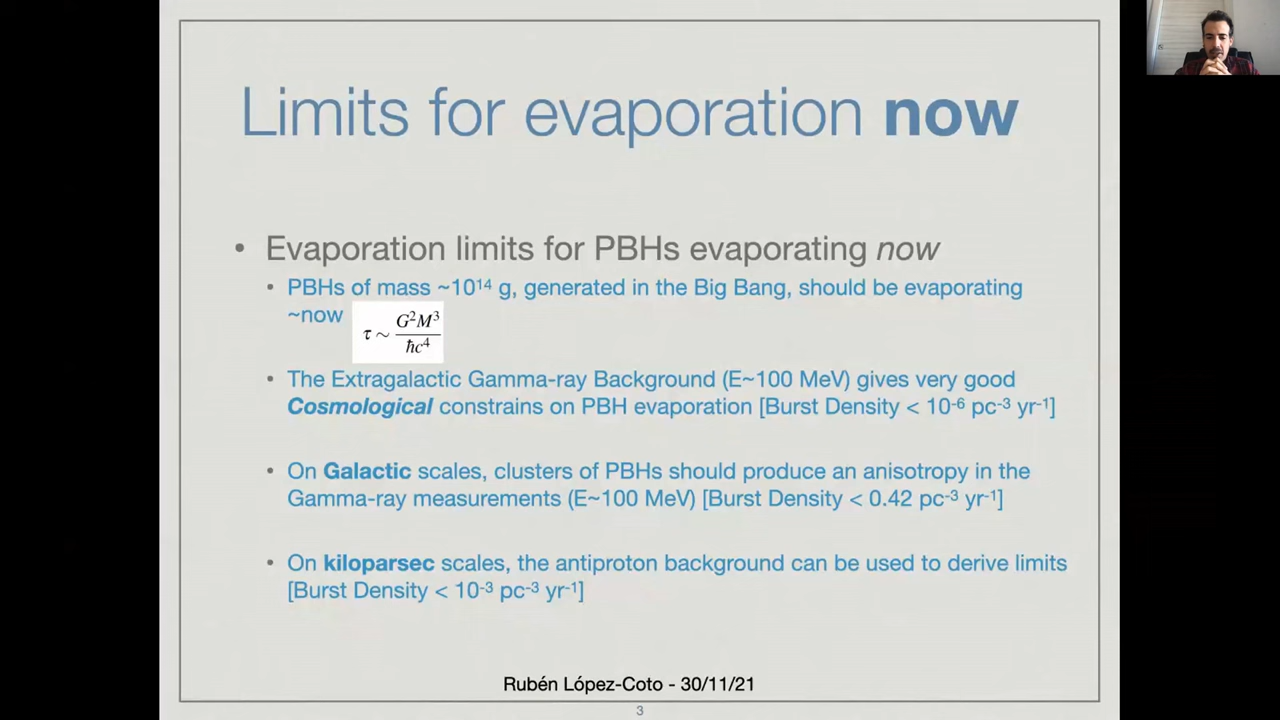 Limits for evaporation now
• Evaporation limits for PBHs evaporating now
• PBHs of mass ~10¹⁴ g, generated in the Big Bang, should be evaporating
~now τ ~ G²M³ / ħc⁴
• The Extragalactic Gamma-ray Background (E~100 MeV) gives very good
Cosmological constrains on PBH evaporation [Burst Density < 10⁻⁶ pc⁻³ yr⁻¹]
• On Galactic scales, clusters of PBHs should produce an anisotropy in the
Gamma-ray measurements (E~100 MeV) [Burst Density < 0.42 pc⁻³ yr⁻¹]
• On kiloparsec scales, the antiproton background can be used to derive limits
[Burst Density < 10⁻³ pc⁻³ yr⁻¹]
Rubén López-Coto - 30/11/21
3